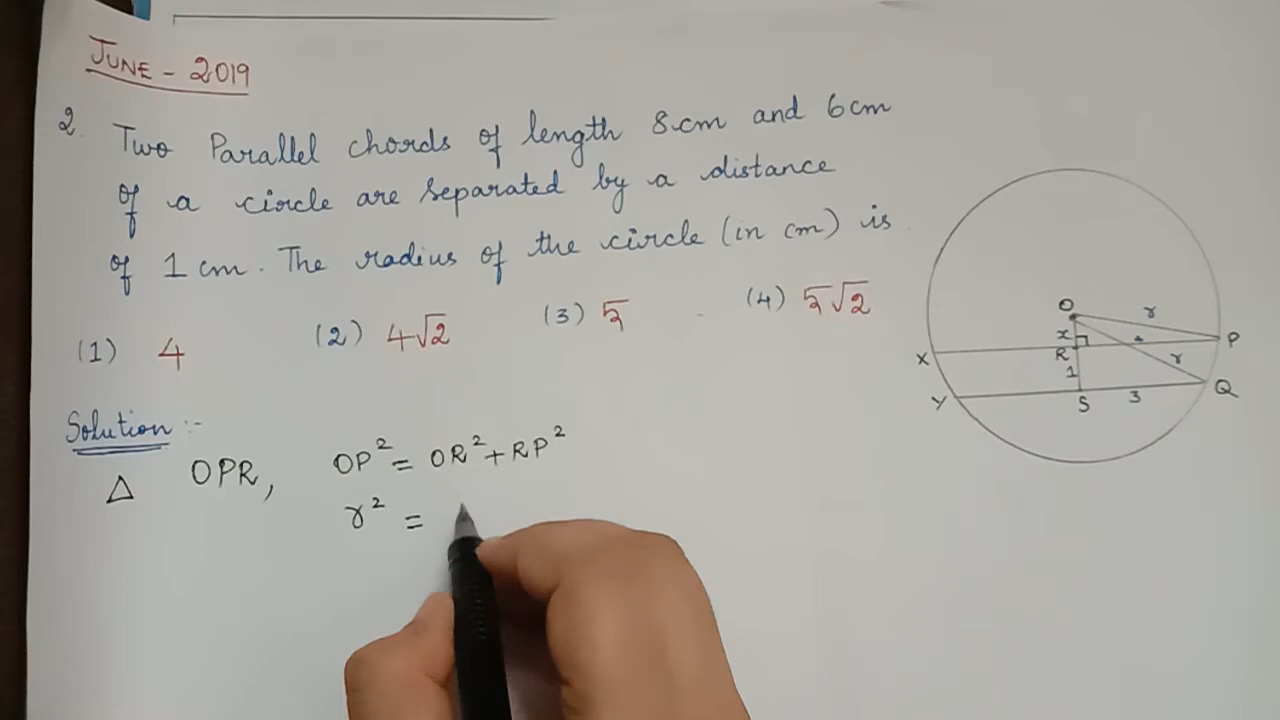 JUNE - 2019
2. Two Parallel chords of length 8cm and 6cm
of a circle are separated by a distance
of 1 cm. The radius of the circle (in cm) is
(1) 4 (2) 4√2 (3) 5 (4) 5√2
Solution :-
△ OPR, OP² = OR² + RP²
r² =
O
r
x
R
P
X
r
1
Q
Y
S
3